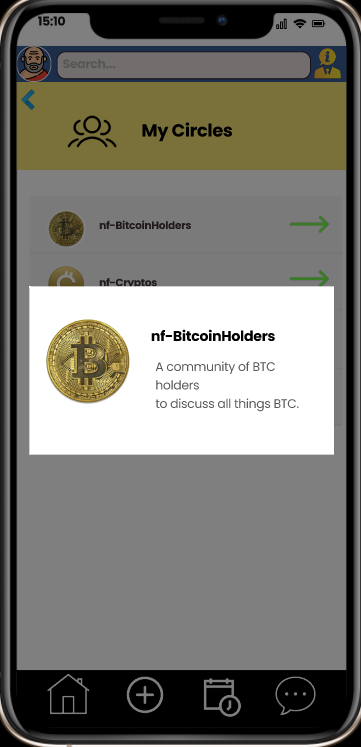 15:10
Search...
My Circles
nf-BitcoinHolders
nf-Cryptos
nf-BitcoinHolders
A community of BTC
holders
to discuss all things BTC.